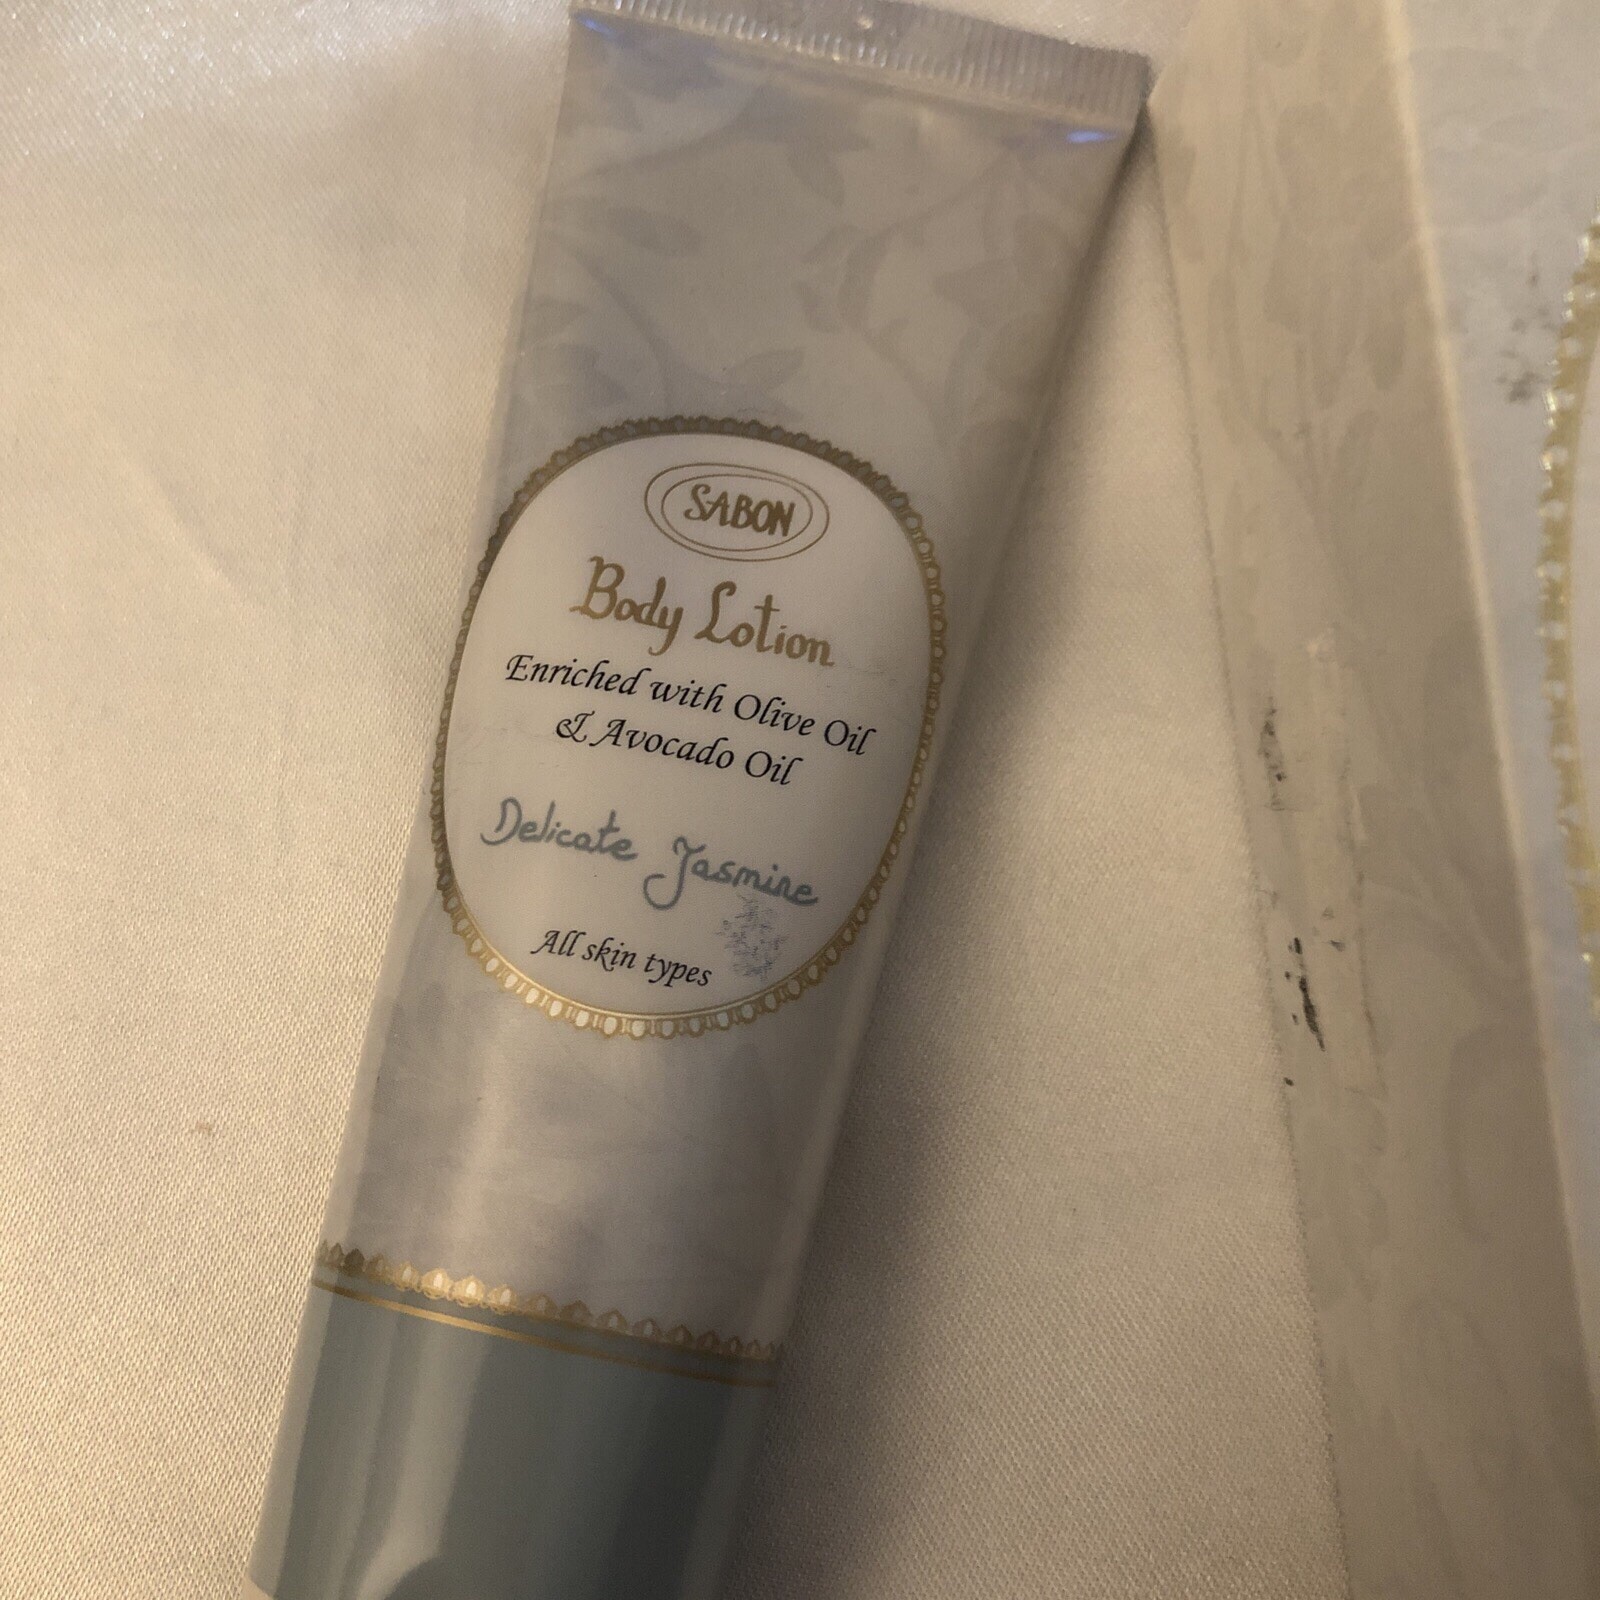 SABON
Body Lotion
Enriched with Olive Oil
& Avocado Oil
Delicate Jasmine
All skin types